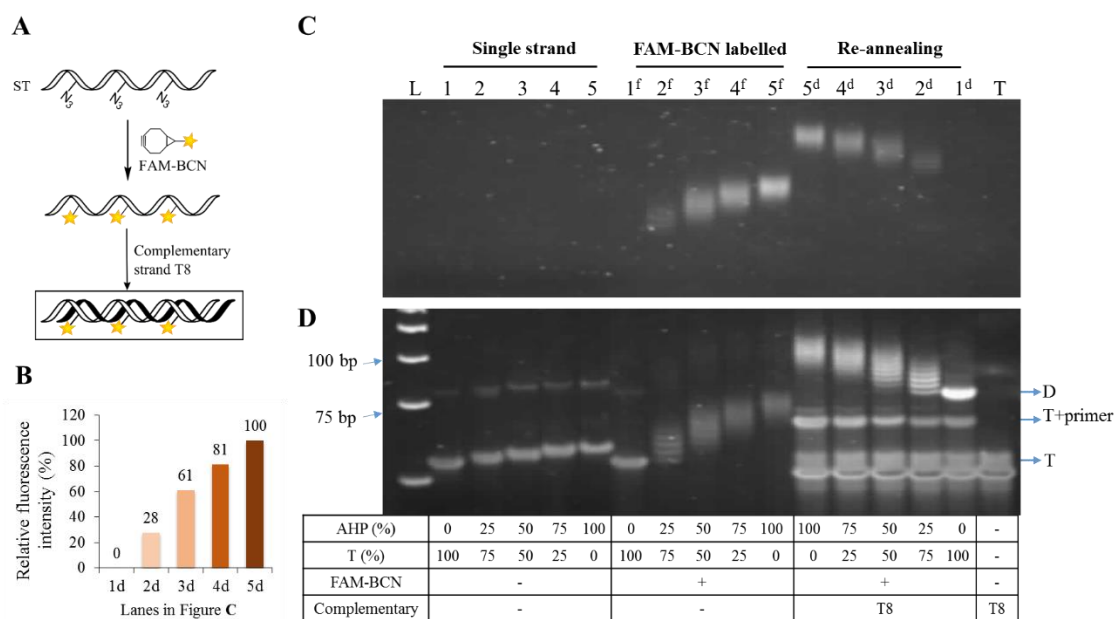 A
ST
N3 N3 N3
FAM-BCN
Complementary
strand T8
B
Relative fluorescence
intensity (%)
120
100
80
60
40
20
0
0 28 61 81 100
1d 2d 3d 4d 5d
Lanes in Figure C
C
Single strand FAM-BCN labelled Re-annealing
L 1 2 3 4 5 1f 2f 3f 4f 5f 5d 4d 3d 2d 1d T
D
100 bp
75 bp
D
T+primer
T
AHP (%) 0 25 50 75 100 0 25 50 75 100 100 75 50 25 0 -
T (%) 100 75 50 25 0 100 75 50 25 0 0 25 50 75 100 -
FAM-BCN - + + -
Complementary - - T8 T8